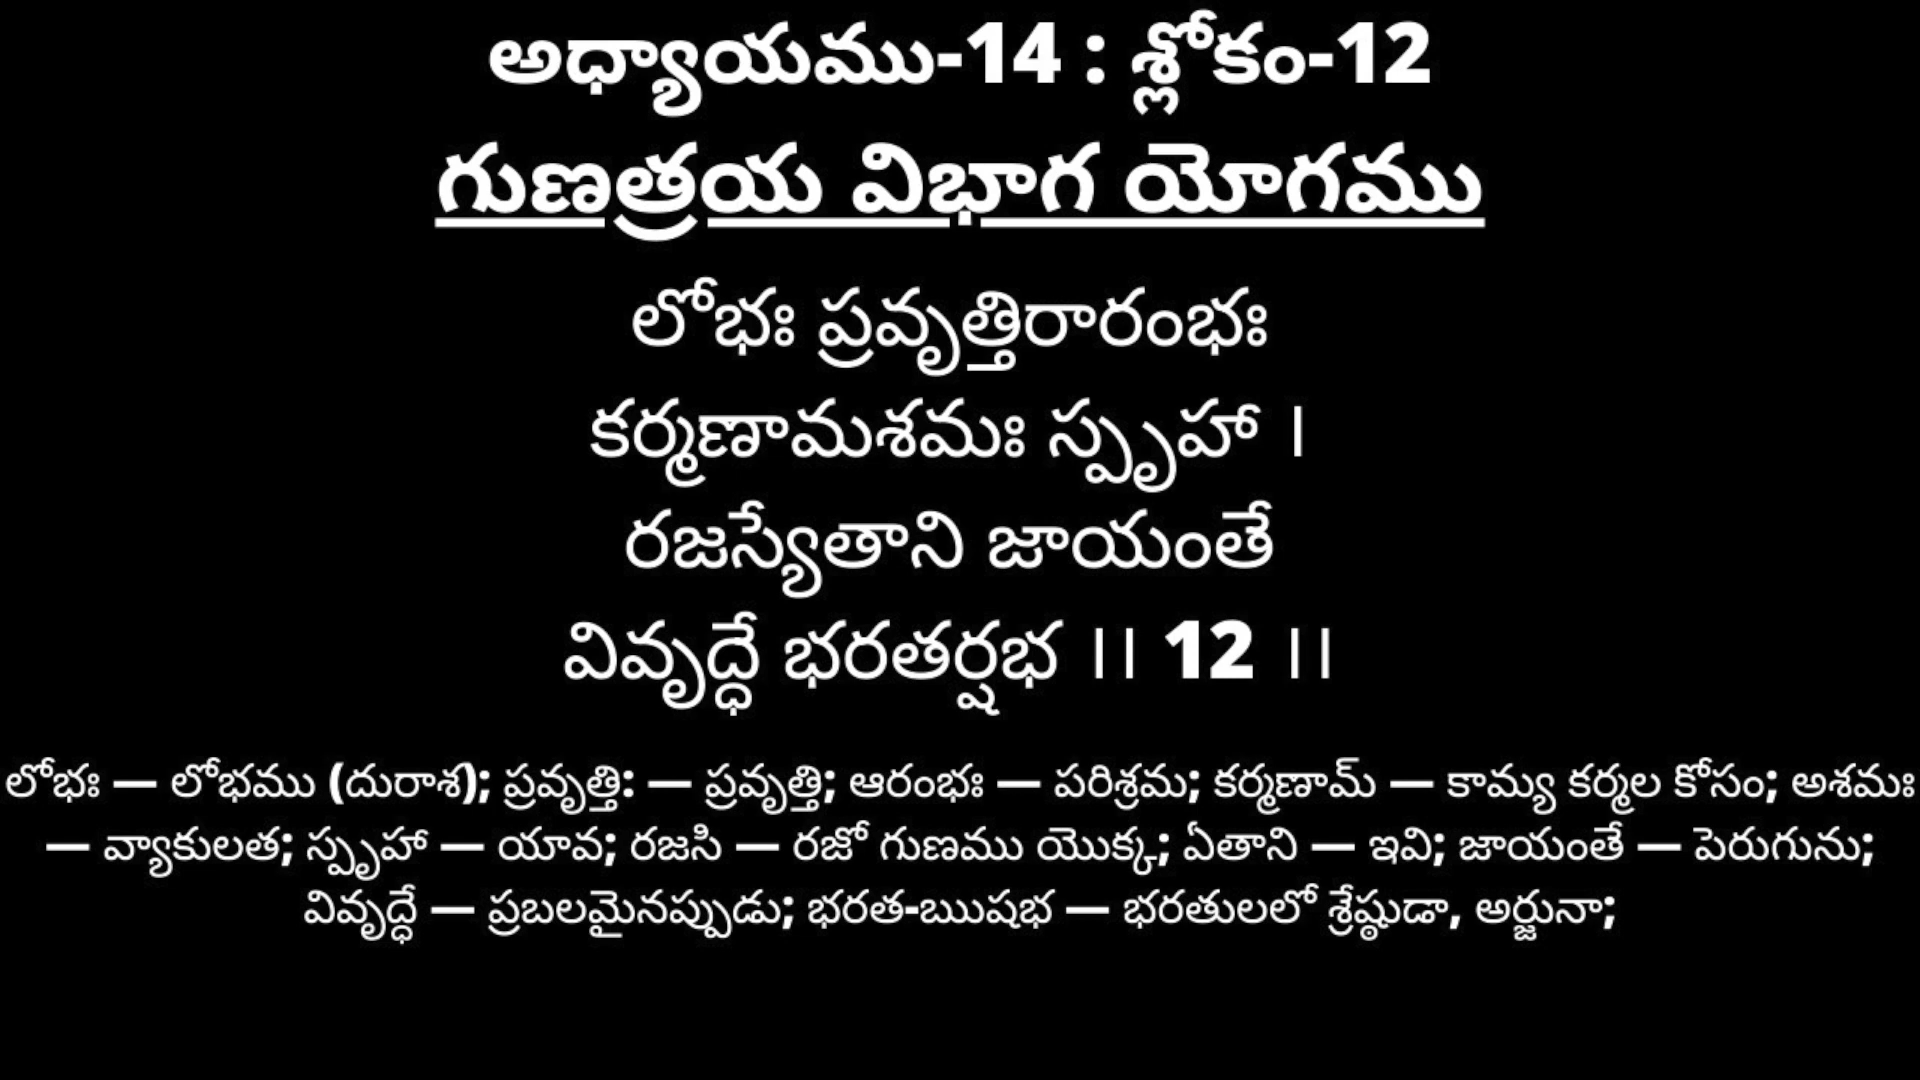 అధ్యాయము-14 : శ్లోకం-12
గుణత్రయ విభాగ యోగము
లోభః ప్రవృత్తిరారంభః
కర్మణామశమః స్పృహా ।
రజస్యేతాని జాయంతే
వివృద్ధే భరతర్షభ ।। 12 ।।
లోభః — లోభము (దురాశ); ప్రవృత్తి: — ప్రవృత్తి; ఆరంభః — పరిశ్రమ; కర్మణామ్ — కామ్య కర్మల కోసం; అశమః
— వ్యాకులత; స్పృహా — యావ; రజసి — రజో గుణము యొక్క; ఏతాని — ఇవి; జాయంతే — పెరుగును;
వివృద్ధే — ప్రబలమైనప్పుడు; భరత-ఋషభ — భరతులలో శ్రేష్ఠుడా, అర్జునా;